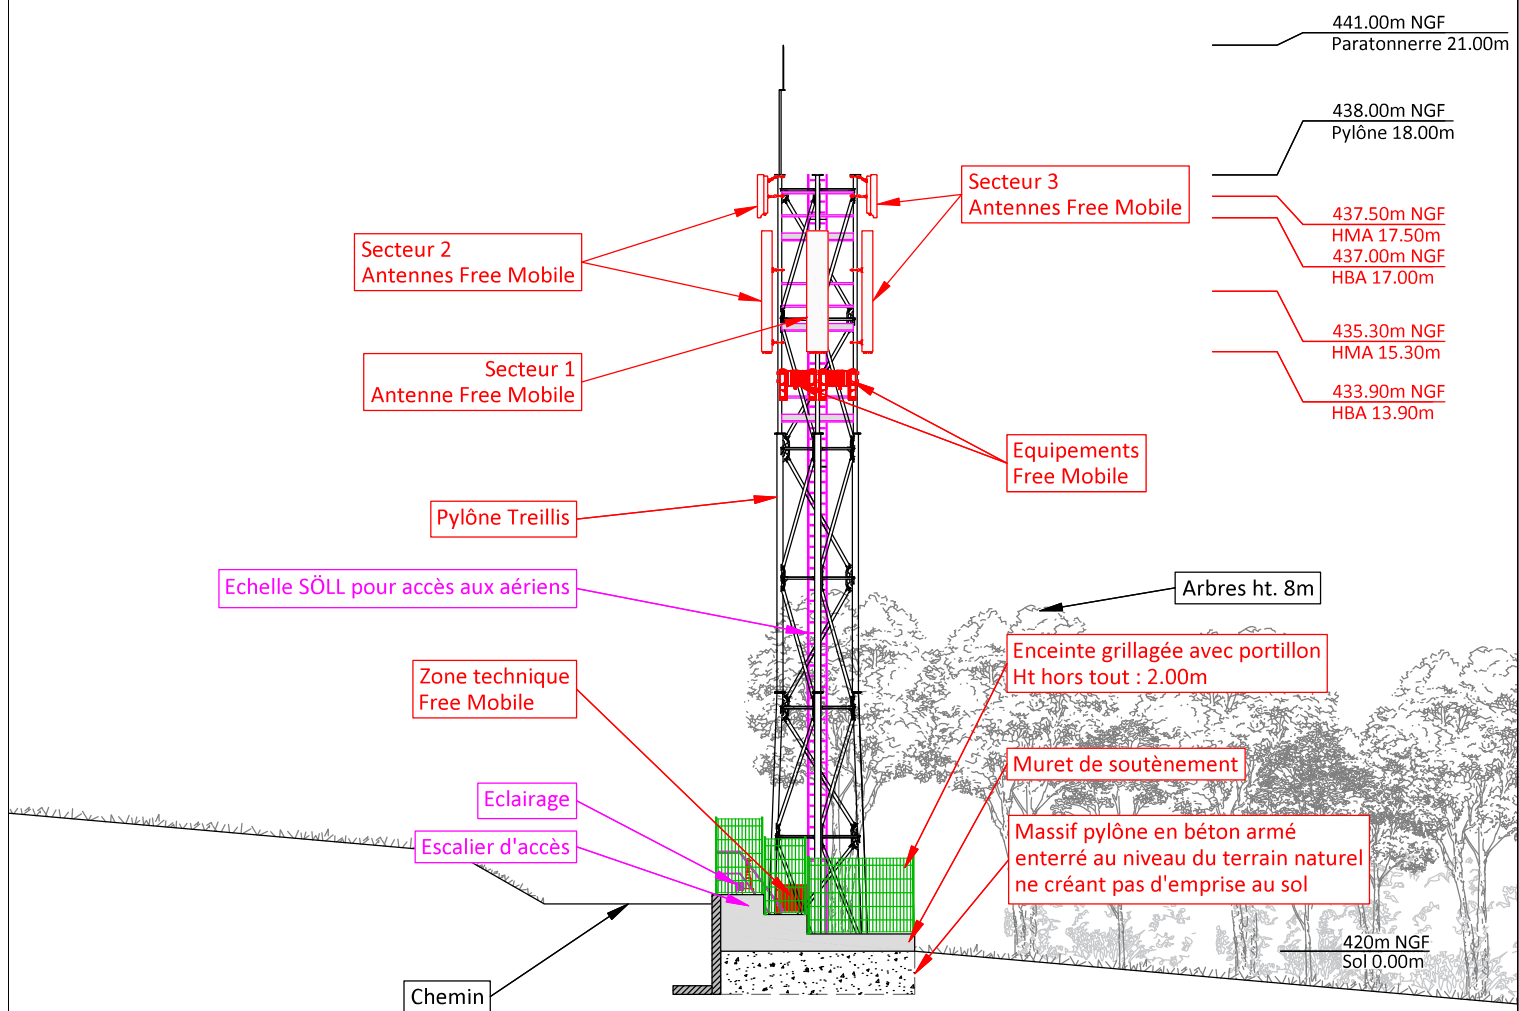 441.00m NGF
Paratonnerre 21.00m
438.00m NGF
Pylône 18.00m
Secteur 3
Antennes Free Mobile
437.50m NGF
HMA 17.50m
437.00m NGF
HBA 17.00m
Secteur 2
Antennes Free Mobile
435.30m NGF
HMA 15.30m
Secteur 1
Antenne Free Mobile
433.90m NGF
HBA 13.90m
Equipements
Free Mobile
Pylône Treillis
Echelle SÖLL pour accès aux aériens
Arbres ht. 8m
Enceinte grillagée avec portillon
Ht hors tout : 2.00m
Zone technique
Free Mobile
Muret de soutènement
Eclairage
Escalier d'accès
Massif pylône en béton armé
enterré au niveau du terrain naturel
ne créant pas d'emprise au sol
420m NGF
Sol 0.00m
Chemin